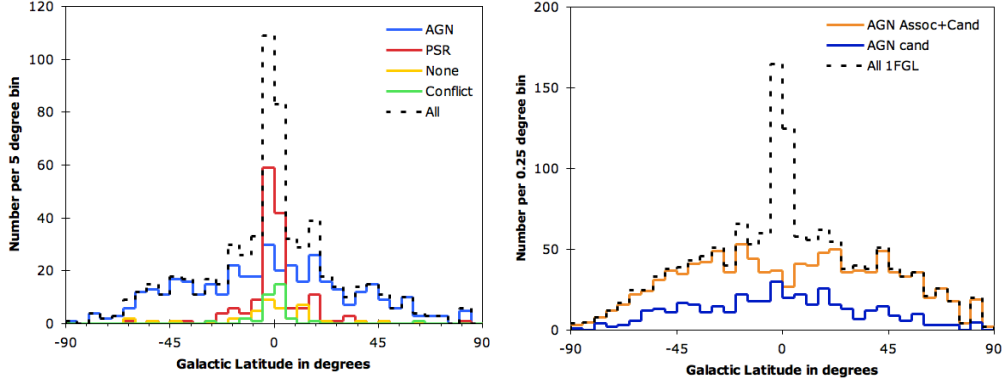 120
100
80
60
40
20
0
Number per 5 degree bin
AGN
PSR
None
Conflict
All
-90
-45
0
45
90
Galactic Latitude in degrees
200
150
100
50
0
Number per 0.25 degree bin
AGN Assoc+Cand
AGN cand
All 1FGL
-90
-45
0
45
90
Galactic Latitude in degrees